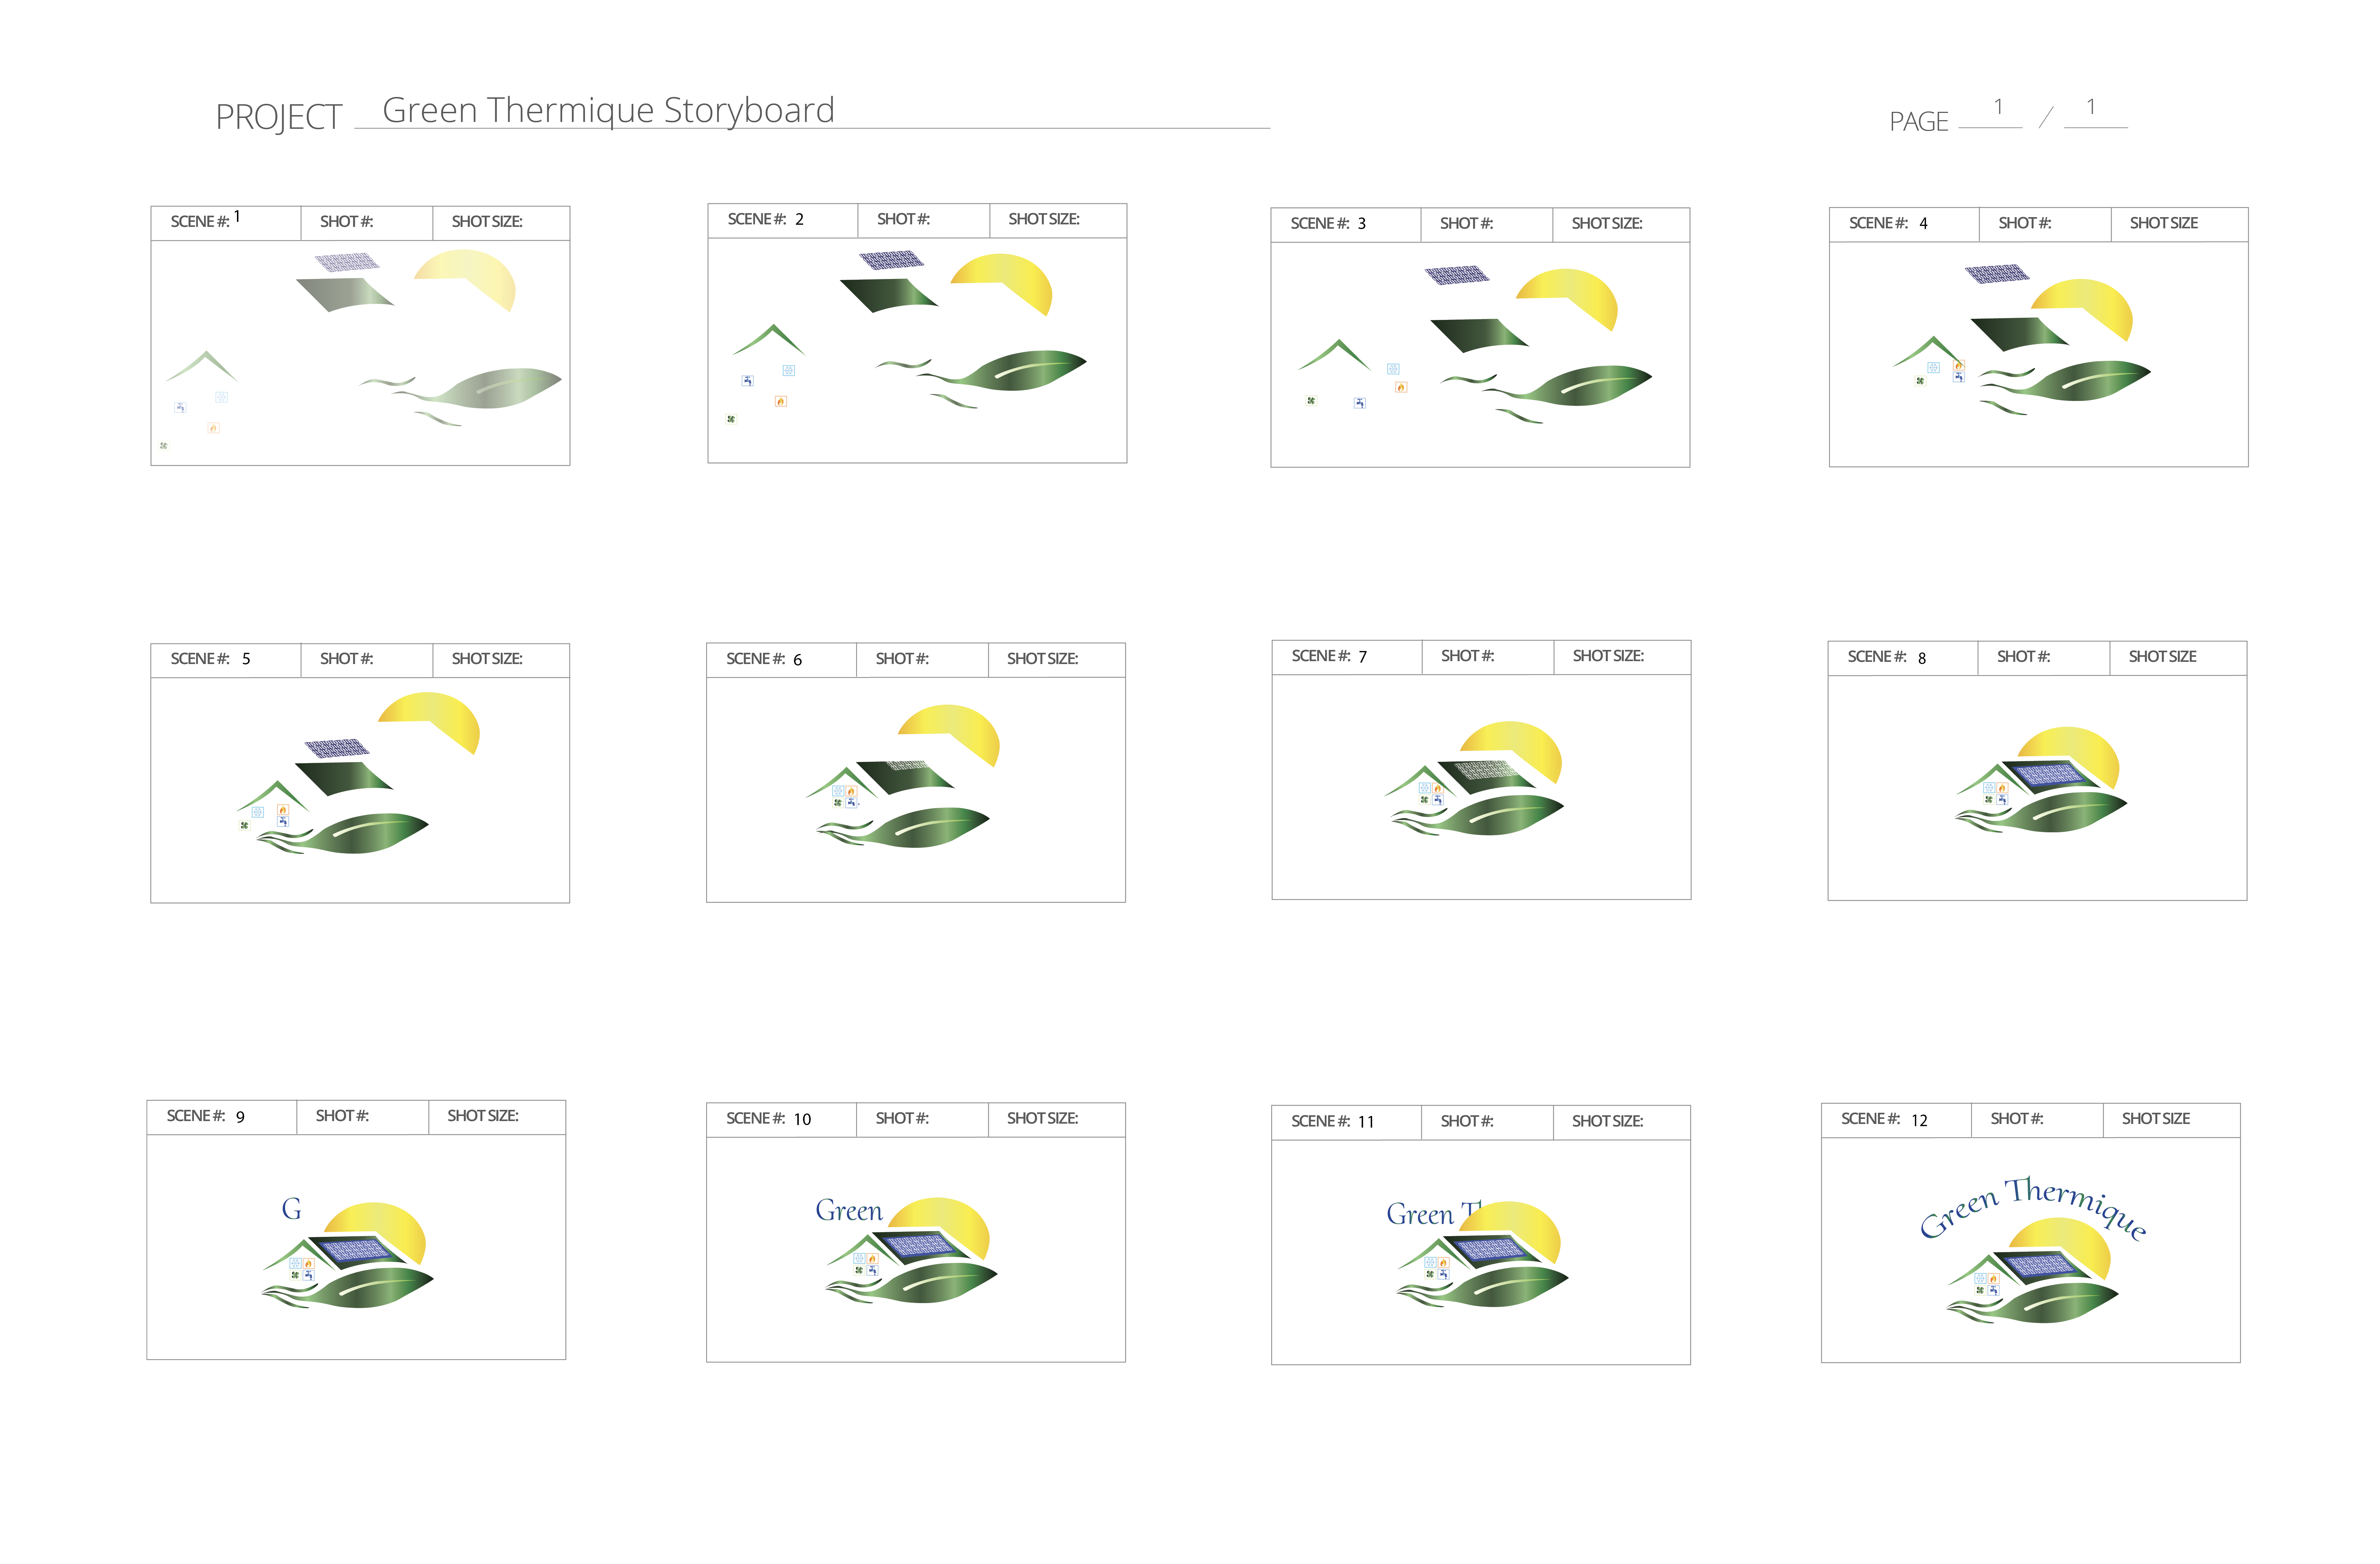 PROJECT Green Thermique Storyboard
PAGE 1 / 1
SCENE #: 1 SHOT #: SHOT SIZE:
SCENE #: 2 SHOT #: SHOT SIZE:
SCENE #: 3 SHOT #: SHOT SIZE:
SCENE #: 4 SHOT #: SHOT SIZE
SCENE #: 5 SHOT #: SHOT SIZE:
SCENE #: 6 SHOT #: SHOT SIZE:
SCENE #: 7 SHOT #: SHOT SIZE:
SCENE #: 8 SHOT #: SHOT SIZE
SCENE #: 9 SHOT #: SHOT SIZE:
G
SCENE #: 10 SHOT #: SHOT SIZE:
Green
SCENE #: 11 SHOT #: SHOT SIZE:
Green Th
SCENE #: 12 SHOT #: SHOT SIZE
Green Thermique